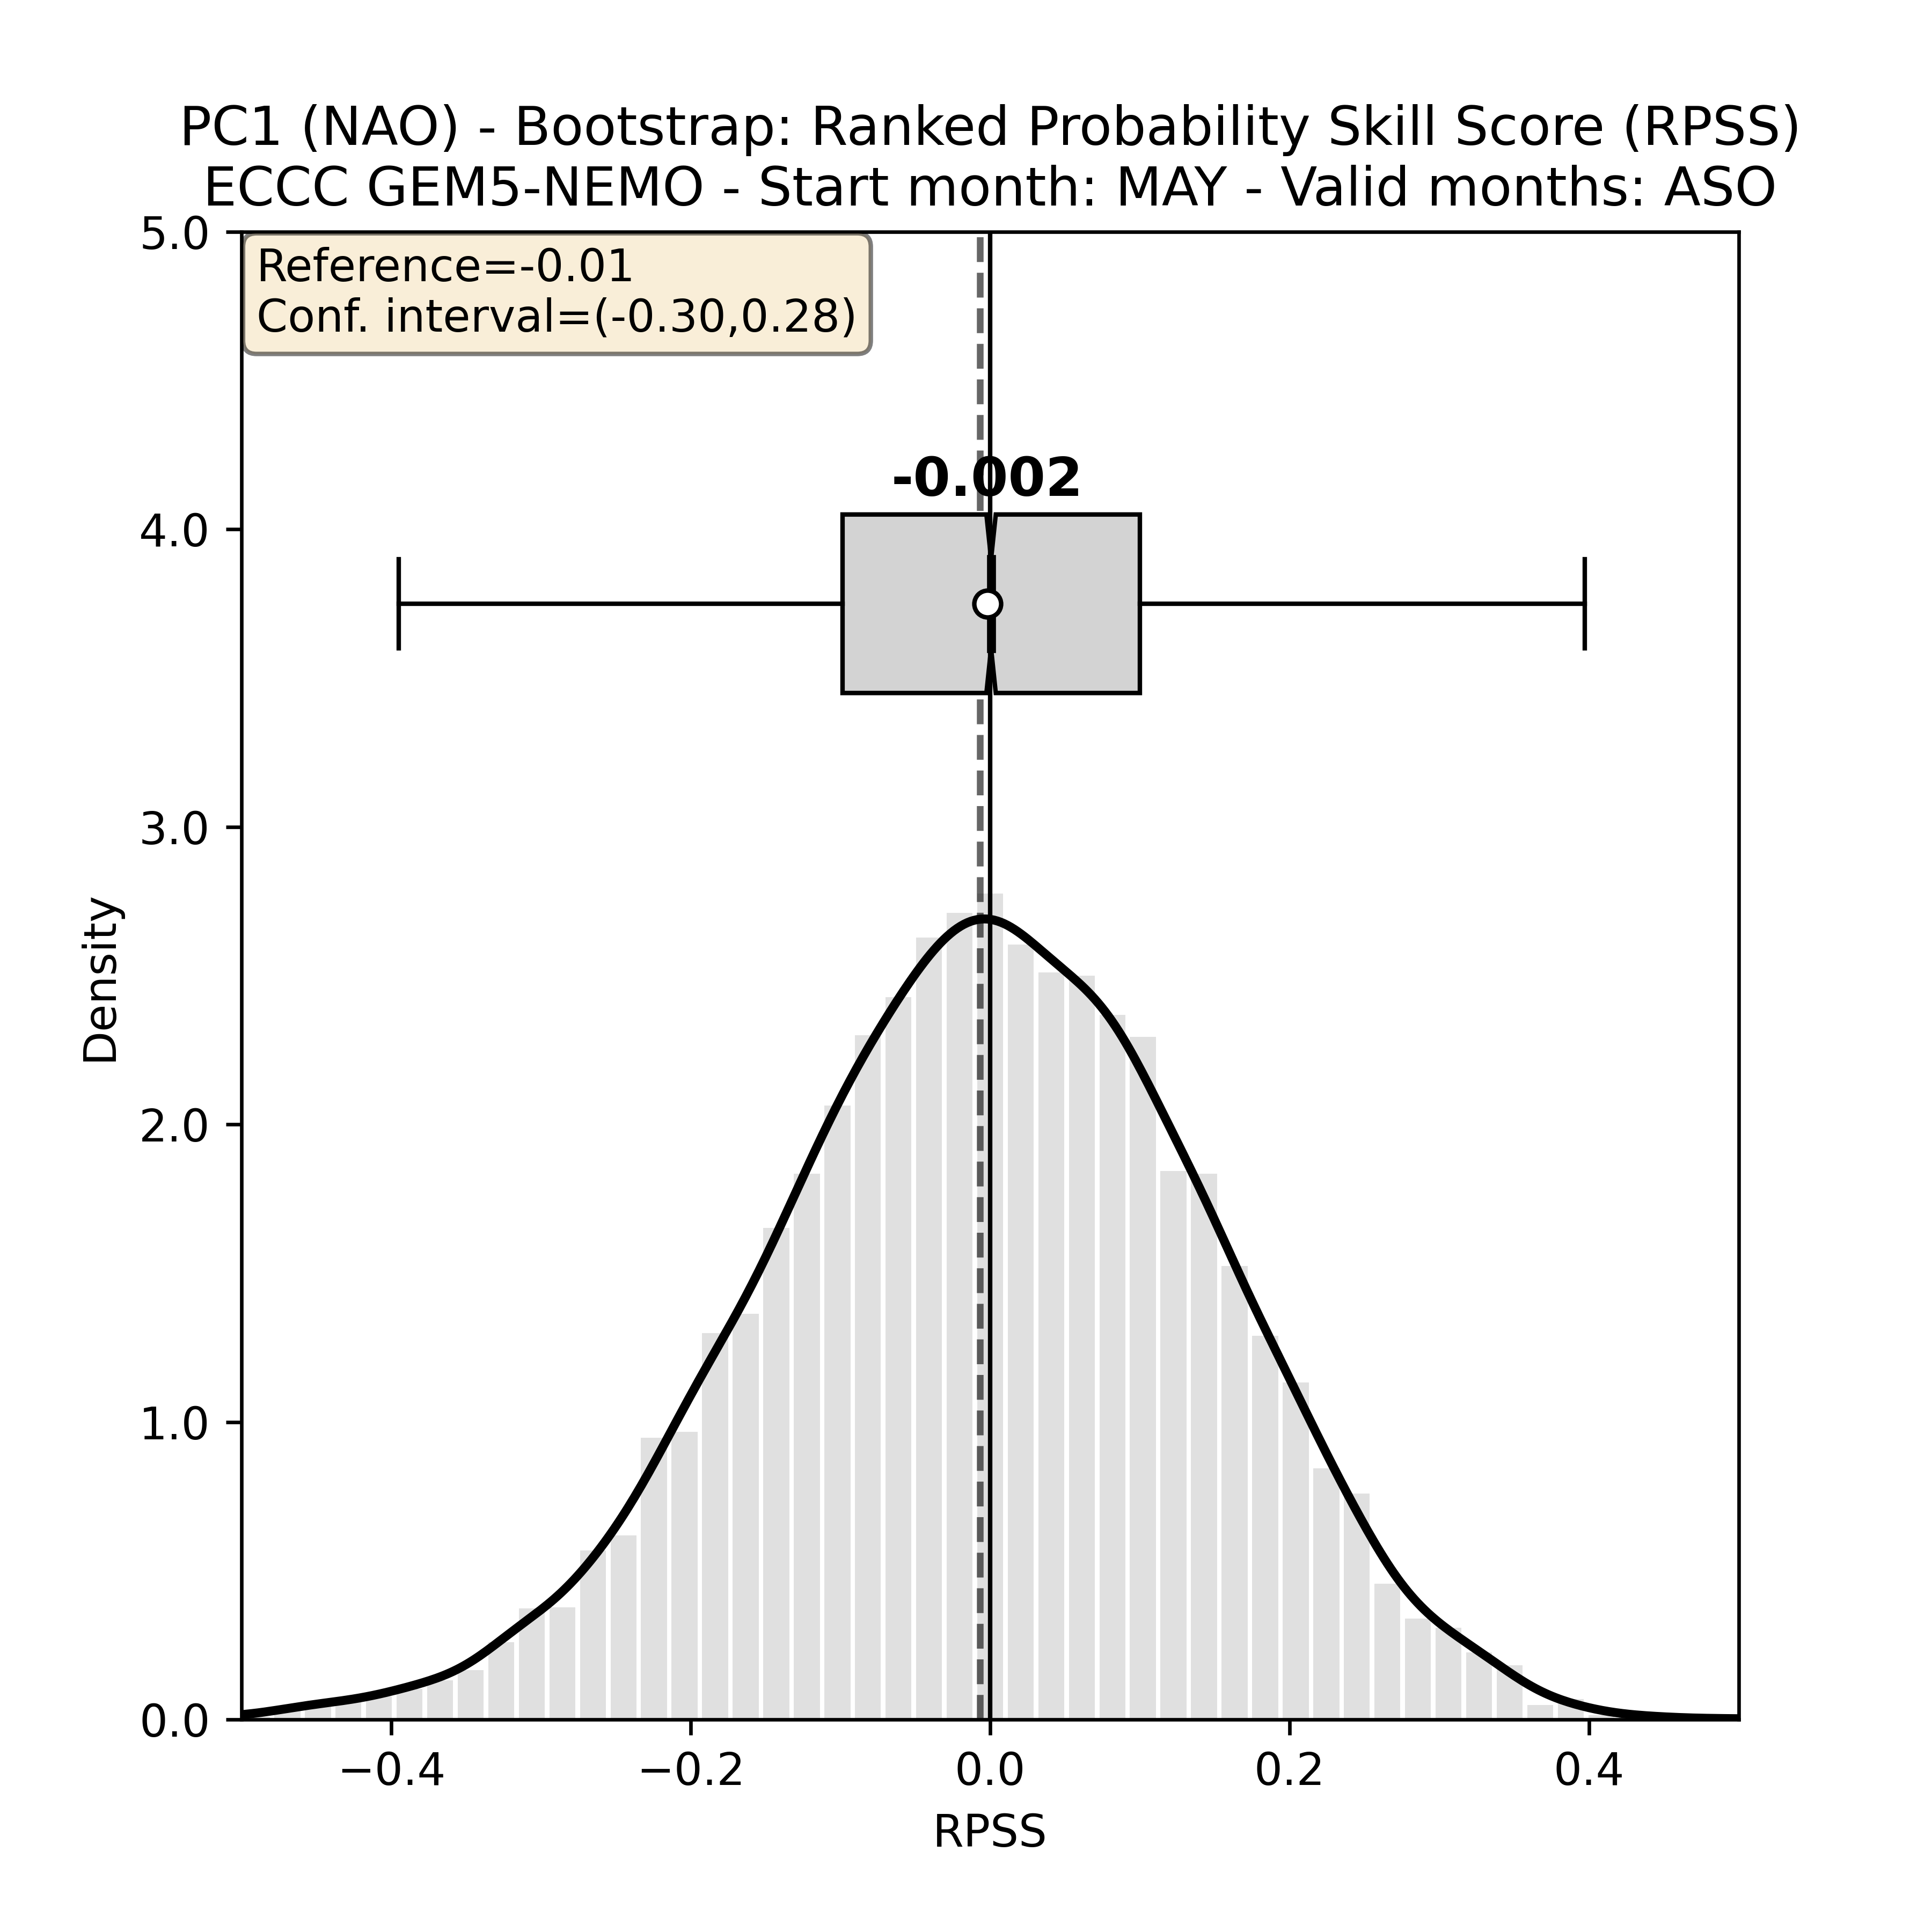 PC1 (NAO) - Bootstrap: Ranked Probability Skill Score (RPSS)
ECCC GEM5-NEMO - Start month: MAY - Valid months: ASO
5.0
Reference=-0.01
Conf. interval=(-0.30,0.28)
-0.002
4.0
3.0
Density
2.0
1.0
0.0
−0.4 −0.2 0.0 0.2 0.4
RPSS